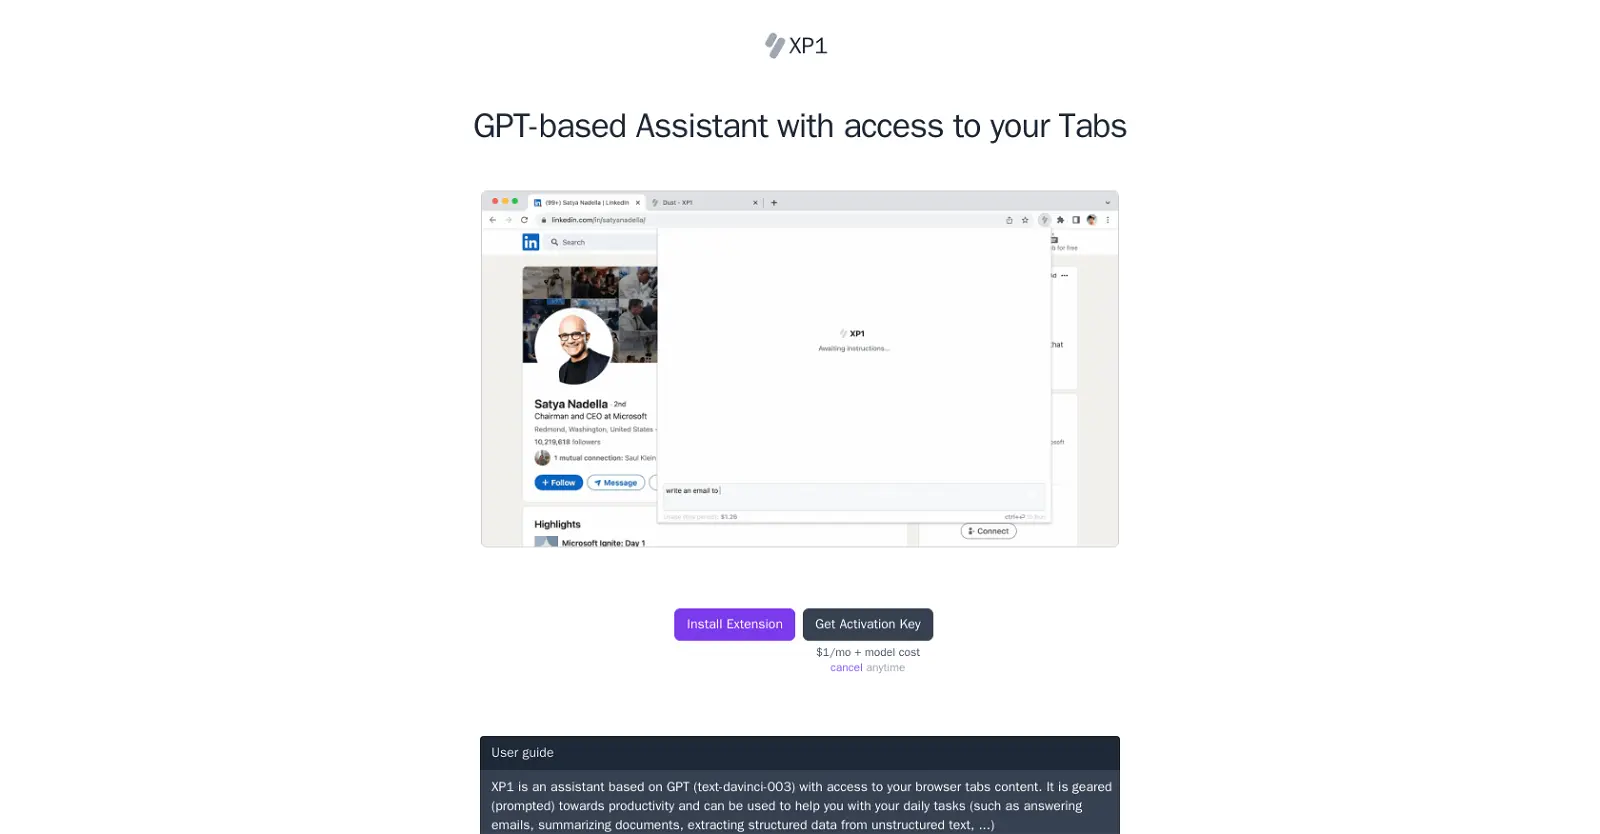 XP1
GPT-based Assistant with access to your Tabs
(99+) Satya Nadella | LinkedIn
Dust - XP1
linkedin.com/in/satyanadella/
Search
for free
XP1
Awaiting instructions...
that
Satya Nadella · 2nd
Chairman and CEO at Microsoft
Redmond, Washington, United States ·
10,219,618 followers
1 mutual connection: Saul Klein
+ Follow
Message
write an email to
$1.26
ctrl+⏎ to Run
Highlights
Connect
Microsoft Ignite: Day 1
Install Extension
Get Activation Key
$1/mo + model cost
cancel anytime
User guide
XP1 is an assistant based on GPT (text-davinci-003) with access to your browser tabs content. It is geared
(prompted) towards productivity and can be used to help you with your daily tasks (such as answering
emails, summarizing documents, extracting structured data from unstructured text, ...)